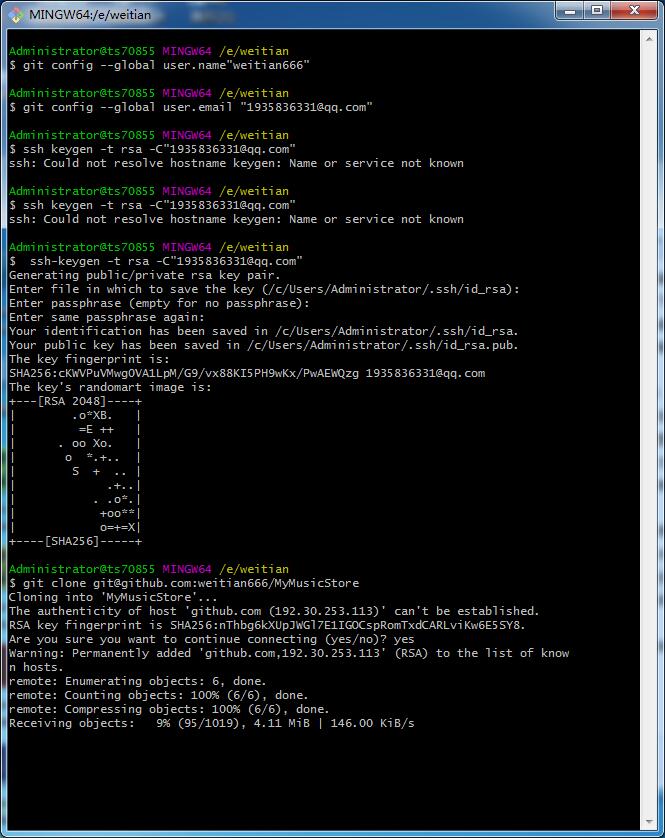 MINGW64:/e/weitian
Administrator@ts70855 MINGW64 /e/weitian
$ git config --global user.name"weitian666"
Administrator@ts70855 MINGW64 /e/weitian
$ git config --global user.email "1935836331@qq.com"
Administrator@ts70855 MINGW64 /e/weitian
$ ssh keygen -t rsa -C"1935836331@qq.com"
ssh: Could not resolve hostname keygen: Name or service not known
Administrator@ts70855 MINGW64 /e/weitian
$ ssh keygen -t rsa -C"1935836331@qq.com"
ssh: Could not resolve hostname keygen: Name or service not known
Administrator@ts70855 MINGW64 /e/weitian
$  ssh-keygen -t rsa -C"1935836331@qq.com"
Generating public/private rsa key pair.
Enter file in which to save the key (/c/Users/Administrator/.ssh/id_rsa):
Enter passphrase (empty for no passphrase):
Enter same passphrase again:
Your identification has been saved in /c/Users/Administrator/.ssh/id_rsa.
Your public key has been saved in /c/Users/Administrator/.ssh/id_rsa.pub.
The key fingerprint is:
SHA256:cKWVPuVMwgOVA1LpM/G9/vx88KI5PH9wKx/PwAEWQzg 1935836331@qq.com
The key's randomart image is:
+---[RSA 2048]----+
|        .o*XB.   |
|         =E ++   |
|      . oo Xo.   |
|       o  *.+..  |
|        S  +  .. |
|             .+..|
|           . .o*.|
|            +oo**|
|            o=+=X|
+----[SHA256]-----+
Administrator@ts70855 MINGW64 /e/weitian
$ git clone git@github.com:weitian666/MyMusicStore
Cloning into 'MyMusicStore'...
The authenticity of host 'github.com (192.30.253.113)' can't be established.
RSA key fingerprint is SHA256:nThbg6kXUpJWGl7E1IGOCspRomTxdCARLviKw6E5SY8.
Are you sure you want to continue connecting (yes/no)? yes
Warning: Permanently added 'github.com,192.30.253.113' (RSA) to the list of know
n hosts.
remote: Enumerating objects: 6, done.
remote: Counting objects: 100% (6/6), done.
remote: Compressing objects: 100% (6/6), done.
Receiving objects:   9% (95/1019), 4.11 MiB | 146.00 KiB/s